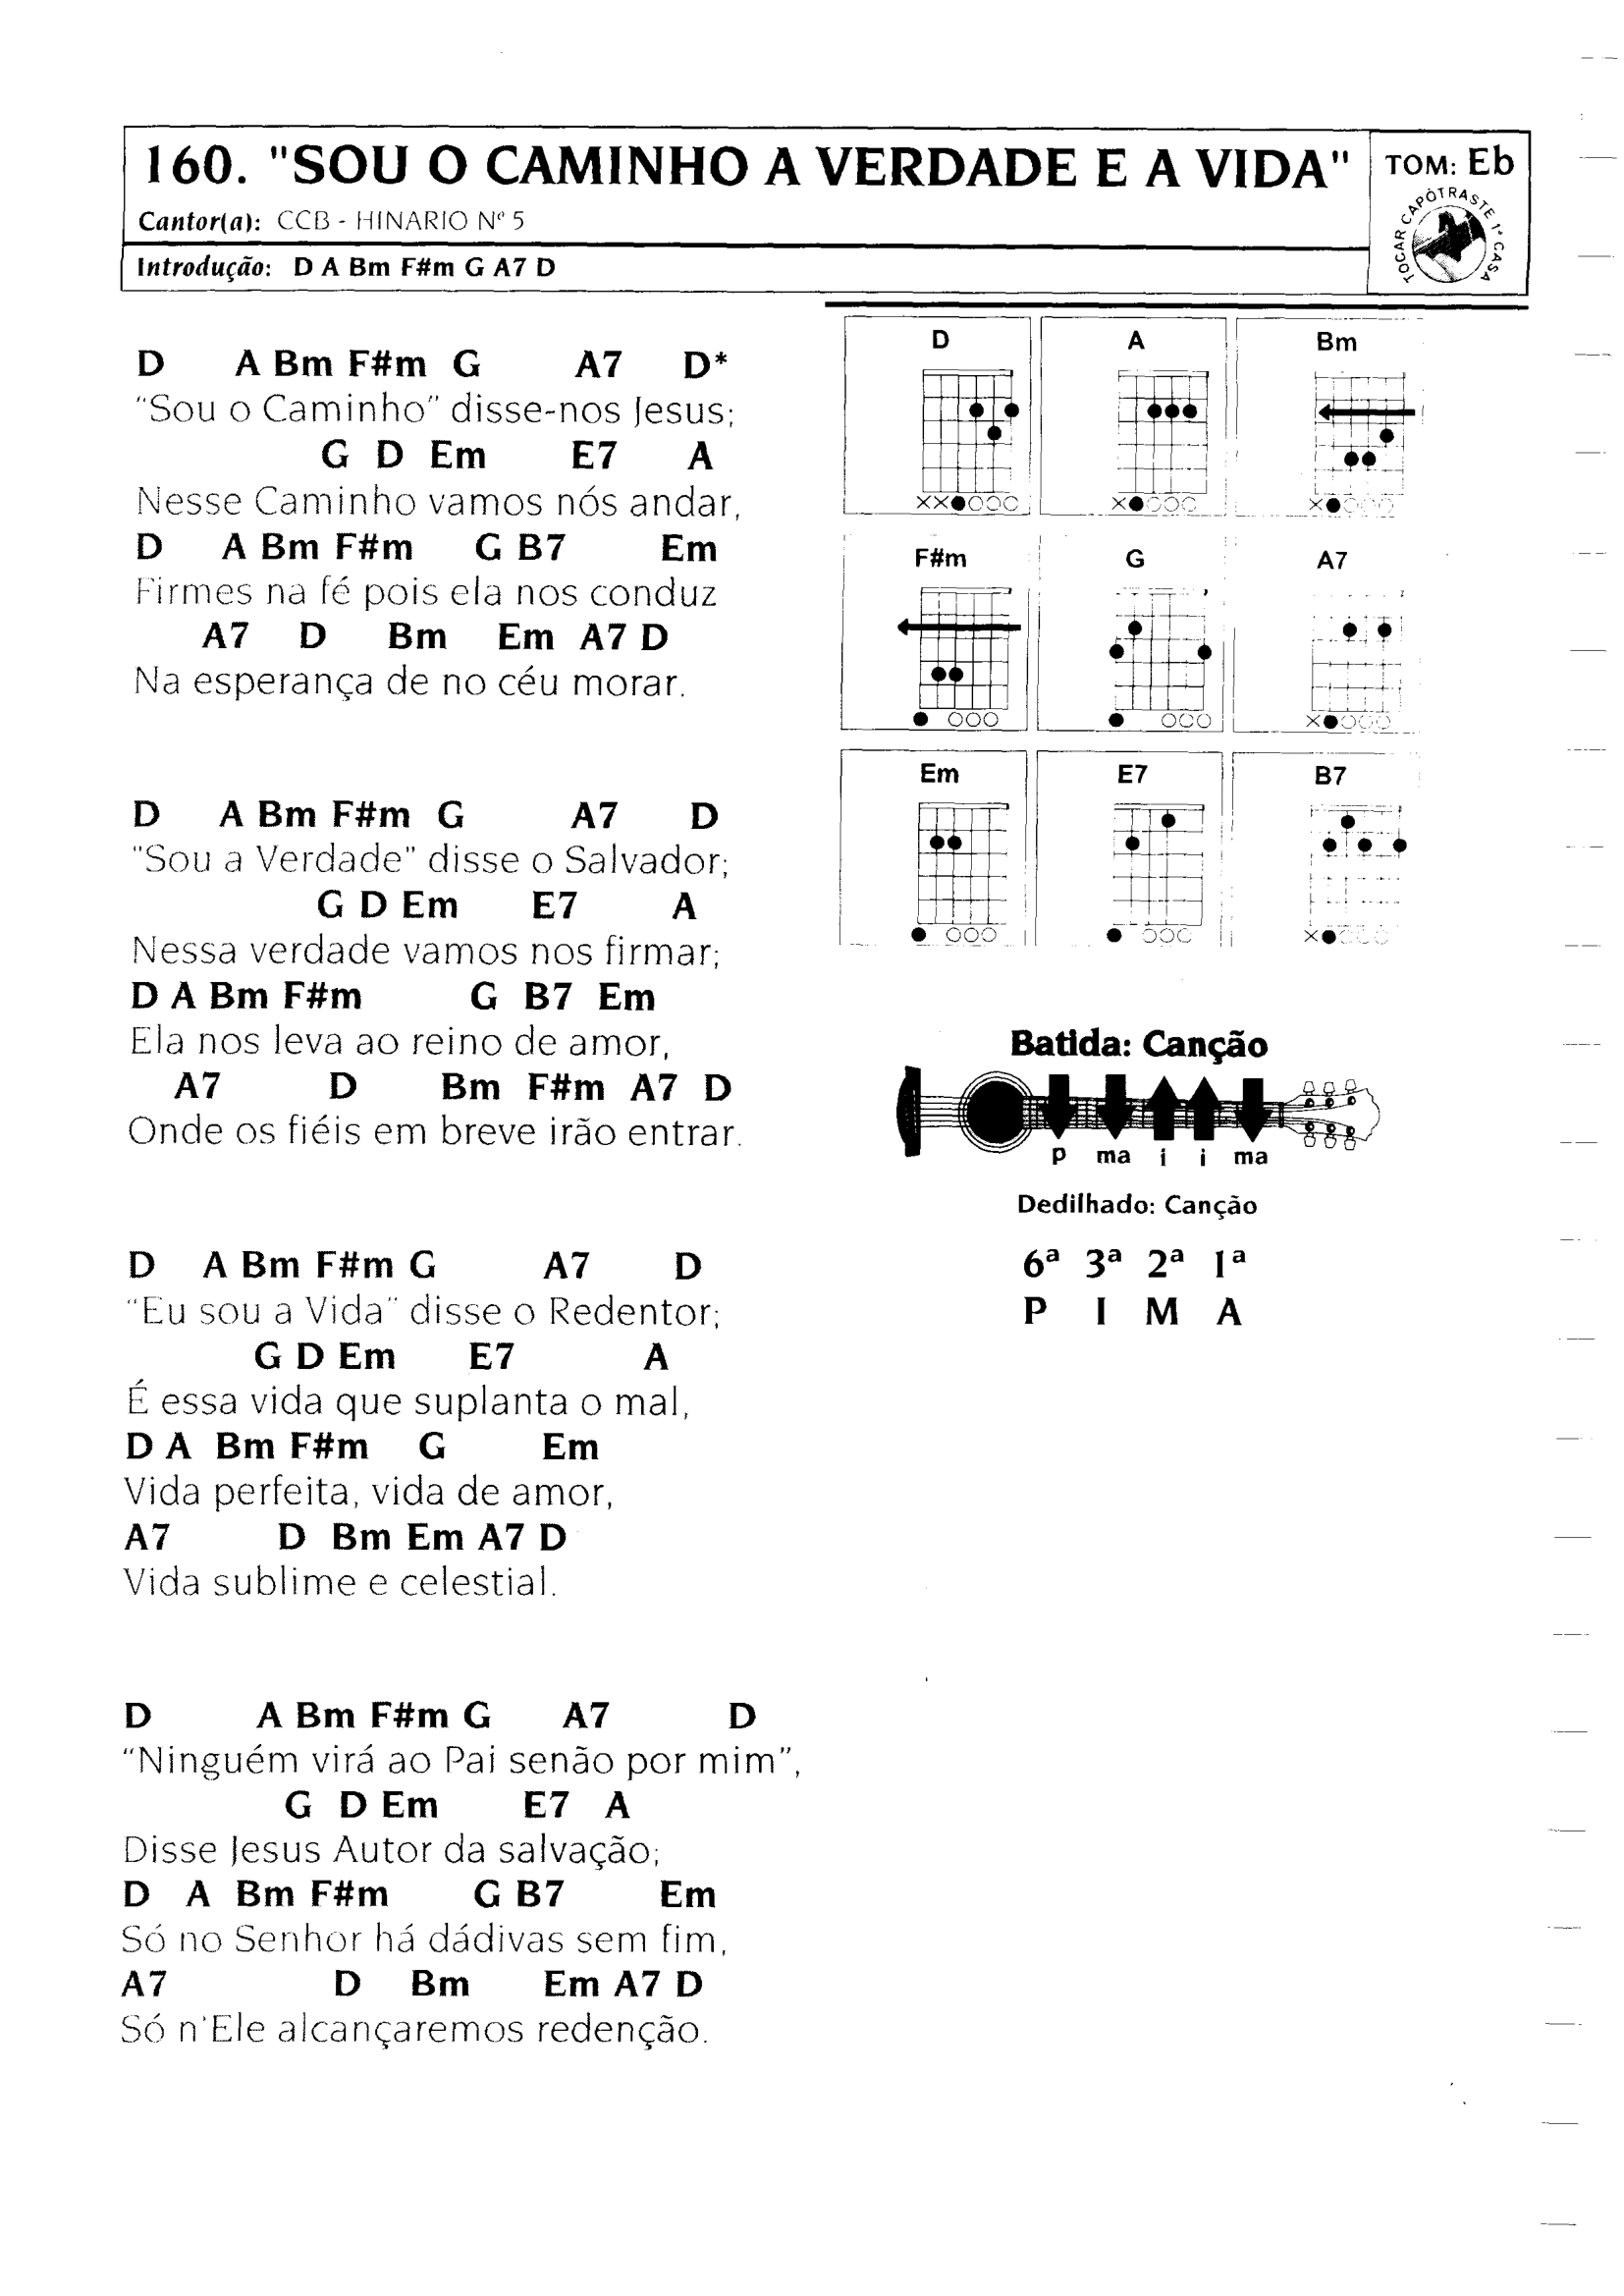 160. "SOU O CAMINHO A VERDADE E A VIDA"
TOM: Eb
Cantor(a): CCB - HINARIO Nº 5
TOCAR CAPÒTRASTE 1ª CASA
Introdução: D A Bm F#m G A7 D
D A Bm F#m G A7 D*
"Sou o Caminho" disse-nos Jesus;
G D Em E7 A
Nesse Caminho vamos nós andar,
D A Bm F#m G B7 Em
Firmes na fé pois ela nos conduz
A7 D Bm Em A7 D
Na esperança de no céu morar.
D A Bm F#m G A7 D
"Sou a Verdade" disse o Salvador;
G D Em E7 A
Nessa verdade vamos nos firmar;
D A Bm F#m G B7 Em
Ela nos leva ao reino de amor,
A7 D Bm F#m A7 D
Onde os fiéis em breve irão entrar.
D A Bm F#m G A7 D
"Eu sou a Vida" disse o Redentor;
G D Em E7 A
É essa vida que suplanta o mal,
D A Bm F#m G Em
Vida perfeita, vida de amor,
A7 D Bm Em A7 D
Vida sublime e celestial.
D A Bm F#m G A7 D
"Ninguém virá ao Pai senão por mim",
G D Em E7 A
Disse Jesus Autor da salvação;
D A Bm F#m G B7 Em
Só no Senhor há dádivas sem fim,
A7 D Bm Em A7 D
Só n'Ele alcançaremos redenção.
D A Bm
F#m G A7
Em E7 B7
Batida: Canção
p ma i i ma
Dedilhado: Canção
6ª 3ª 2ª 1ª
P I M A